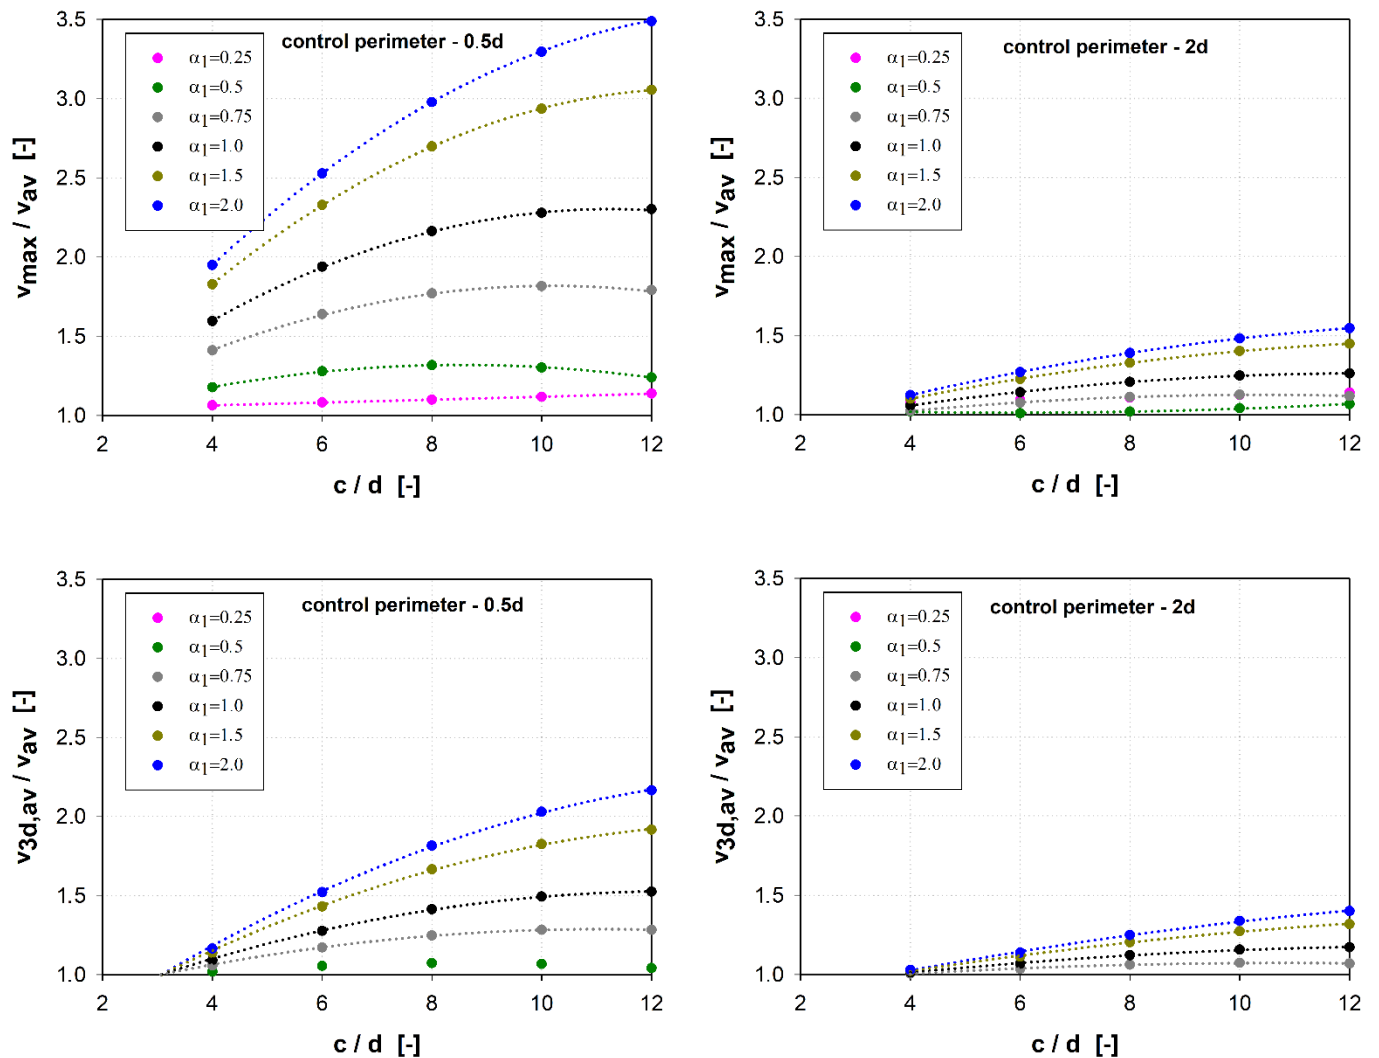 control perimeter - 0.5d
α1=0.25
α1=0.5
α1=0.75
α1=1.0
α1=1.5
α1=2.0
3.5
3.0
2.5
2.0
1.5
1.0
2 4 6 8 10 12
vmax / vav [-]
c / d [-]
control perimeter - 2d
α1=0.25
α1=0.5
α1=0.75
α1=1.0
α1=1.5
α1=2.0
3.5
3.0
2.5
2.0
1.5
1.0
2 4 6 8 10 12
vmax / vav [-]
c / d [-]
control perimeter - 0.5d
α1=0.25
α1=0.5
α1=0.75
α1=1.0
α1=1.5
α1=2.0
3.5
3.0
2.5
2.0
1.5
1.0
2 4 6 8 10 12
v3d,av / vav [-]
c / d [-]
control perimeter - 2d
α1=0.25
α1=0.5
α1=0.75
α1=1.0
α1=1.5
α1=2.0
3.5
3.0
2.5
2.0
1.5
1.0
2 4 6 8 10 12
v3d,av / vav [-]
c / d [-]